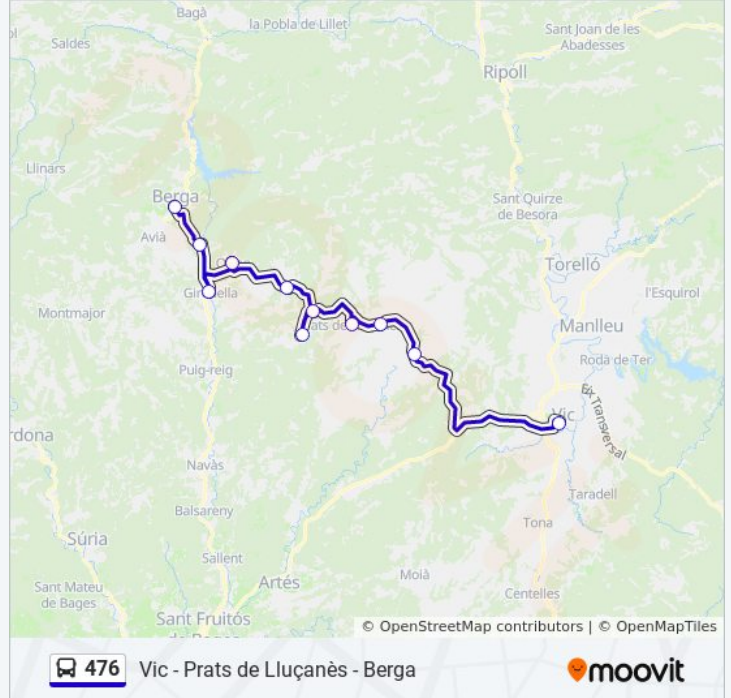 Bagà
la Pobla de Lillet
Saldes
Sant Joan de les
Abadesses
Ripoll
Llinars
Berga
Sant Quirze
de Besora
Avià
Torelló
l'Esquirol
Montmajor
Manlleu
Roda de Ter
Puig-reig
Eix Transversal
Vic
Navàs
Taradell
Balsareny
Tona
Súria
Sallent
Artés
Moià
Sant Mateu
de Bages
Centelles
Sant Fruitós
© OpenStreetMap contributors | © OpenMapTiles
476 Vic - Prats de Lluçanès - Berga
moovit